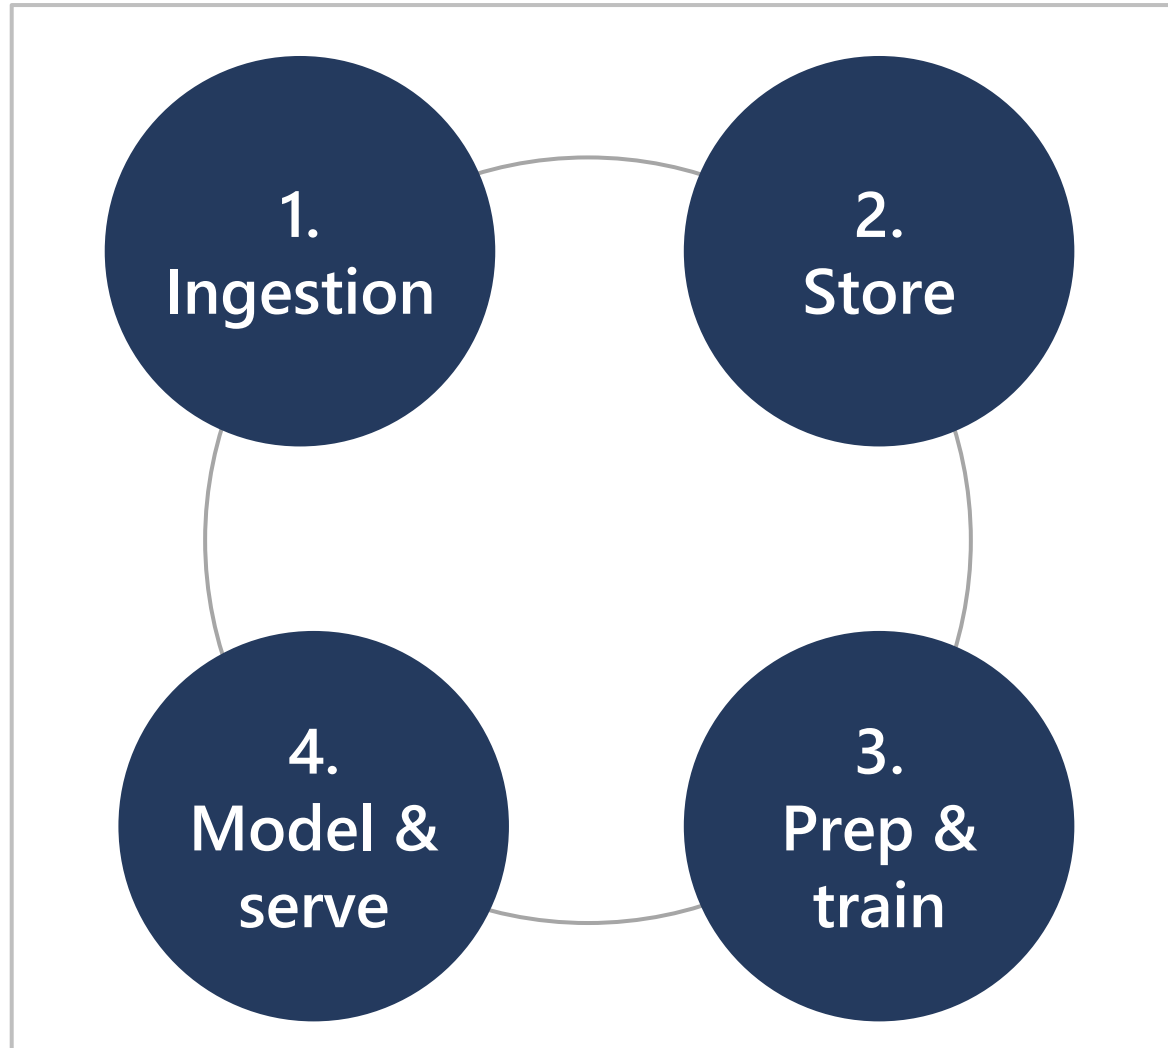 1.
Ingestion
2.
Store
3.
Prep &
train
4.
Model &
serve